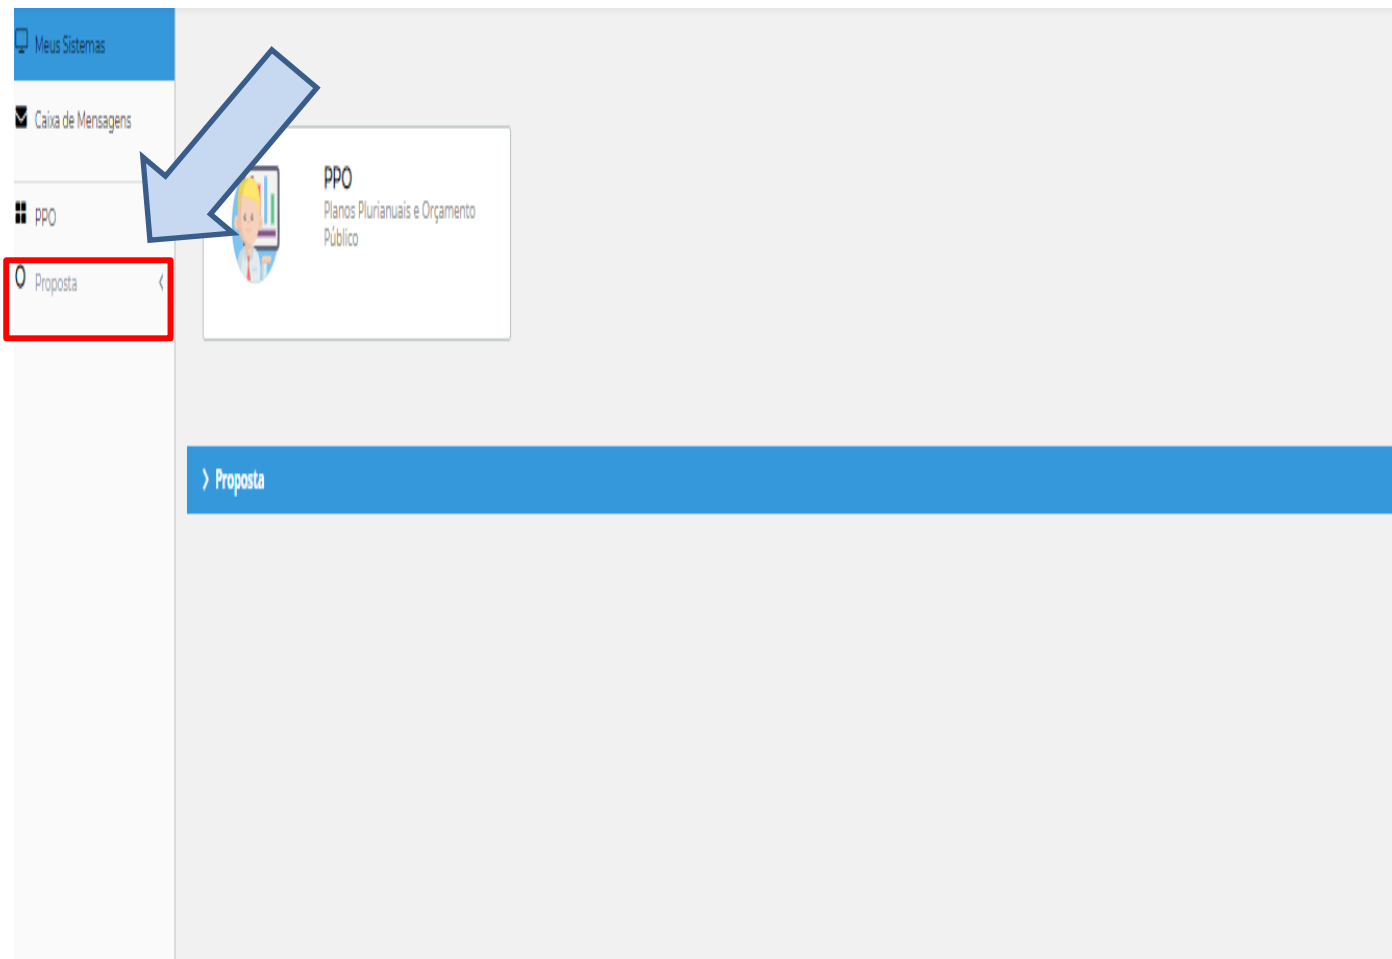 Meus Sistemas
Caixa de Mensagens
PPO
Proposta
PPO
Planos Plurianuais e Orçamento
Público
Proposta